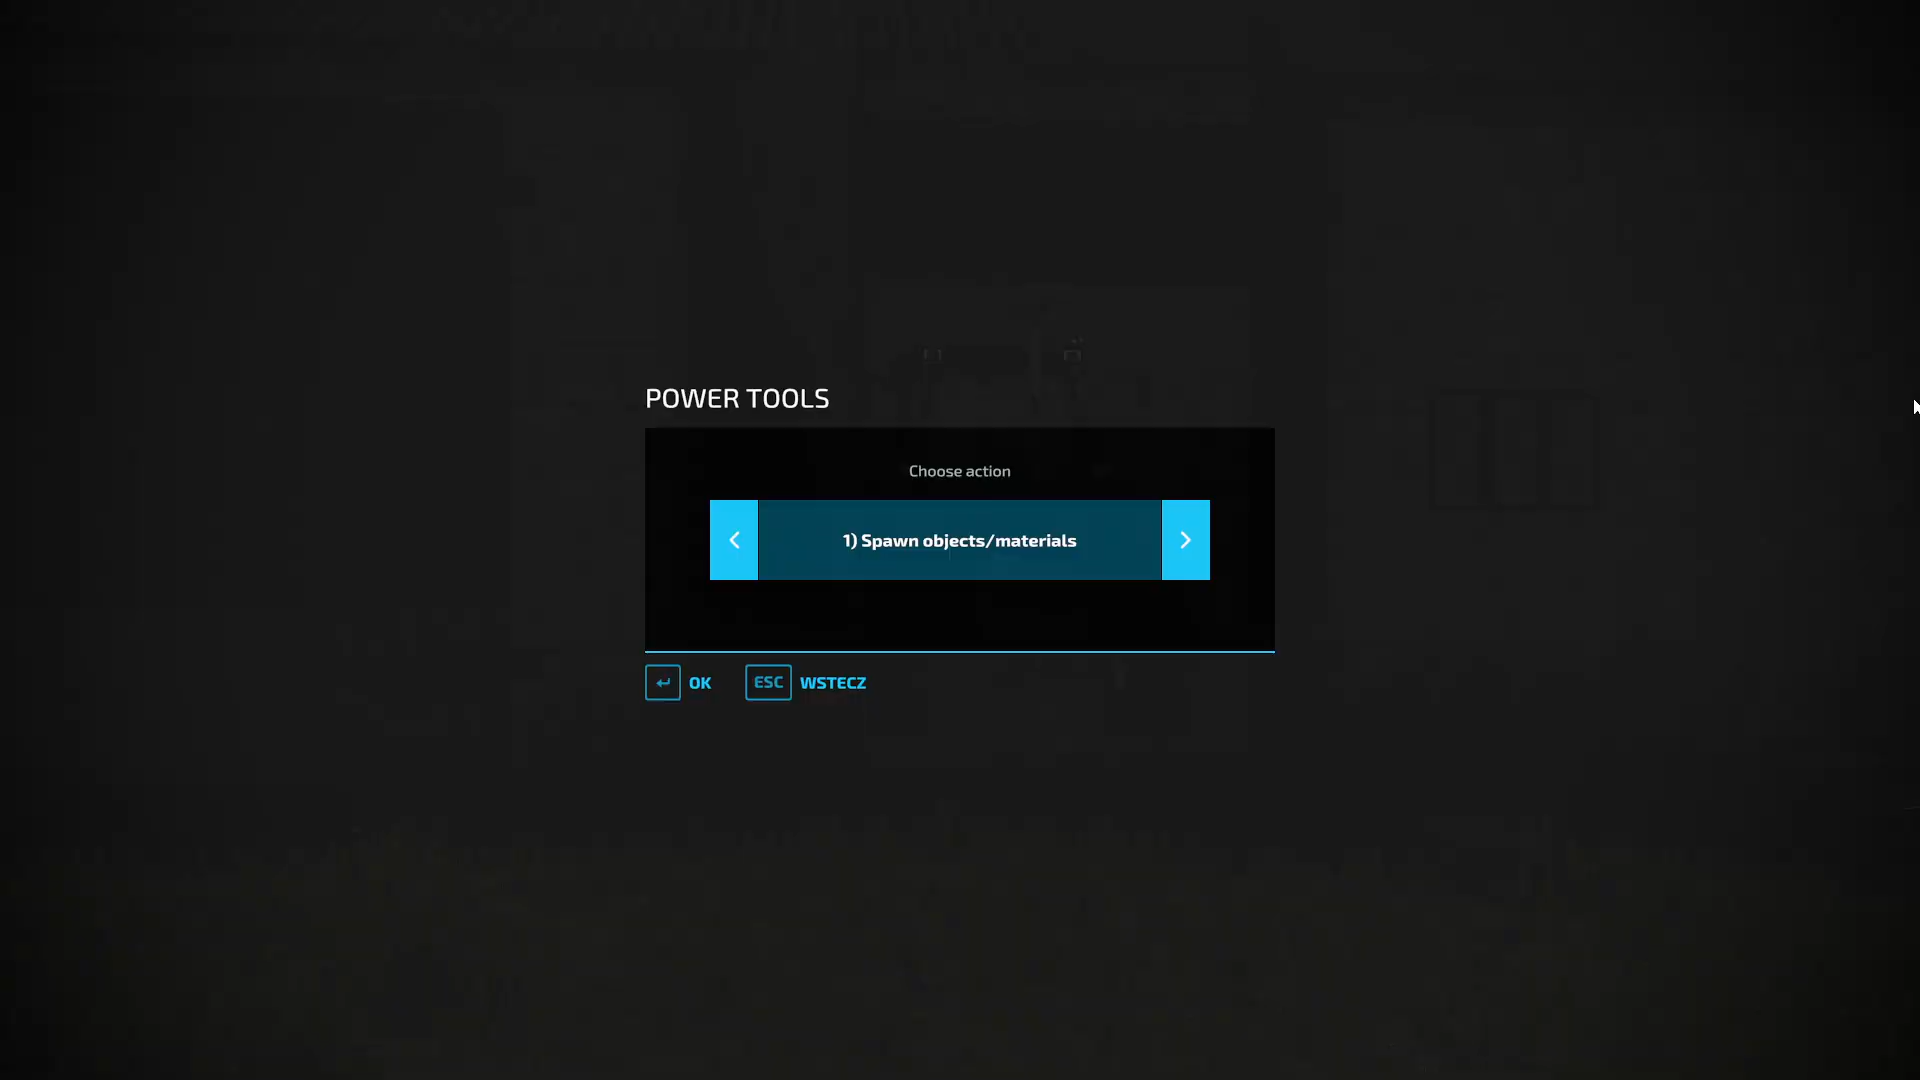 POWER TOOLS
Choose action
1) Spawn objects/materials
OK
ESC WSTECZ